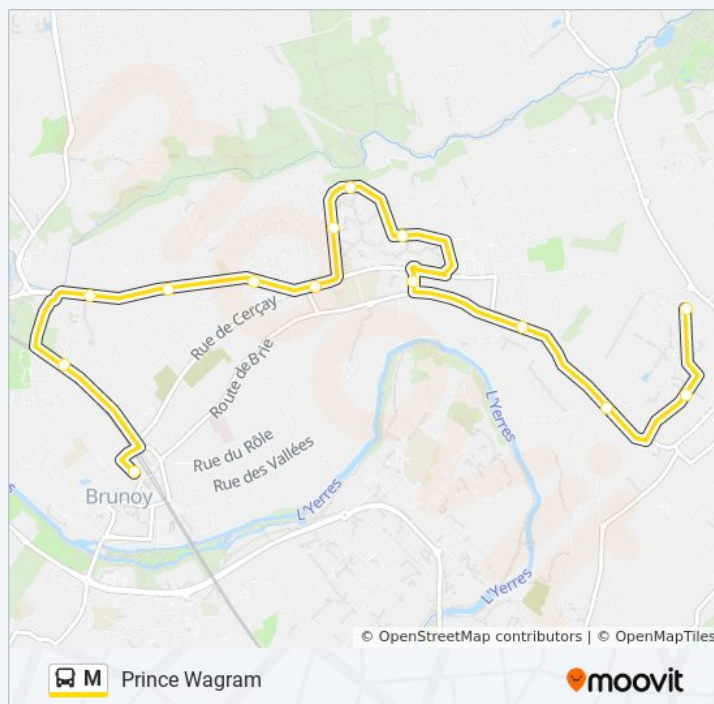 Rue de Cerçay
Route de Brie
L'Yerres
Rue du Rôle
Rue des Vallées
Brunoy
L'Yerres
L'Yerres
© OpenStreetMap contributors | © OpenMapTiles
M Prince Wagram
moovit